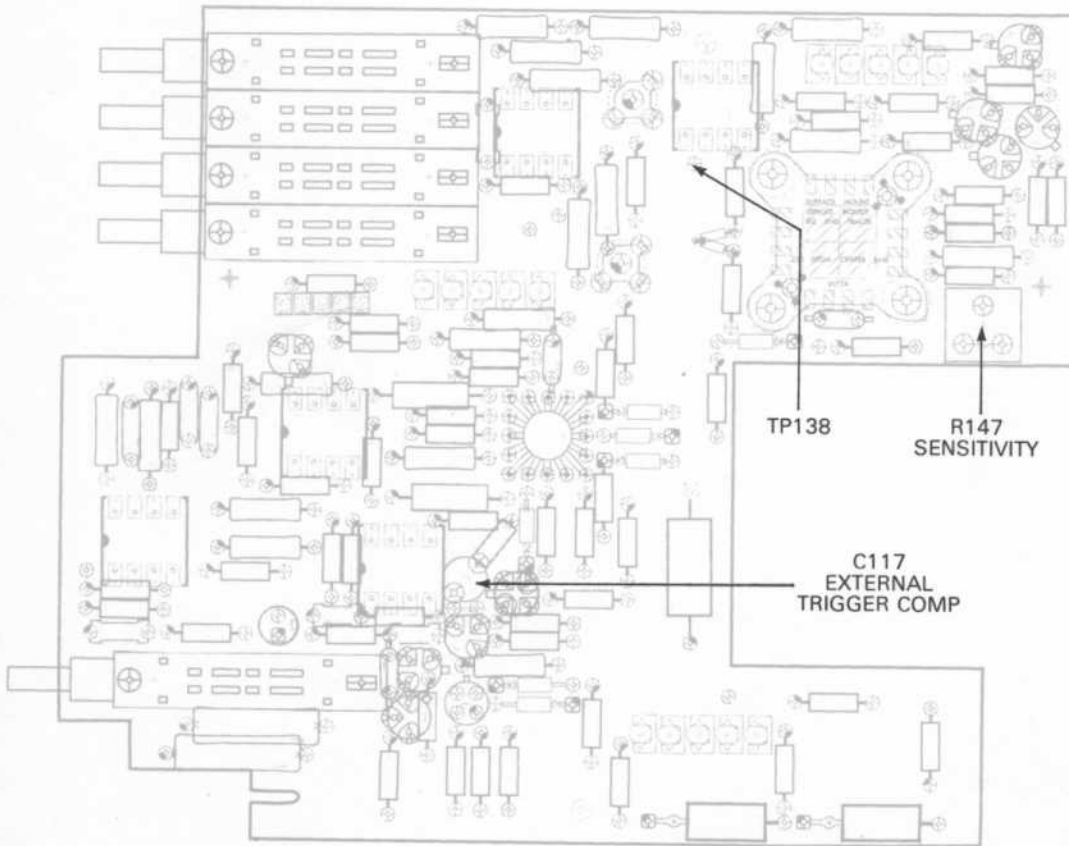 TP138
R147
SENSITIVITY
C117
EXTERNAL
TRIGGER COMP